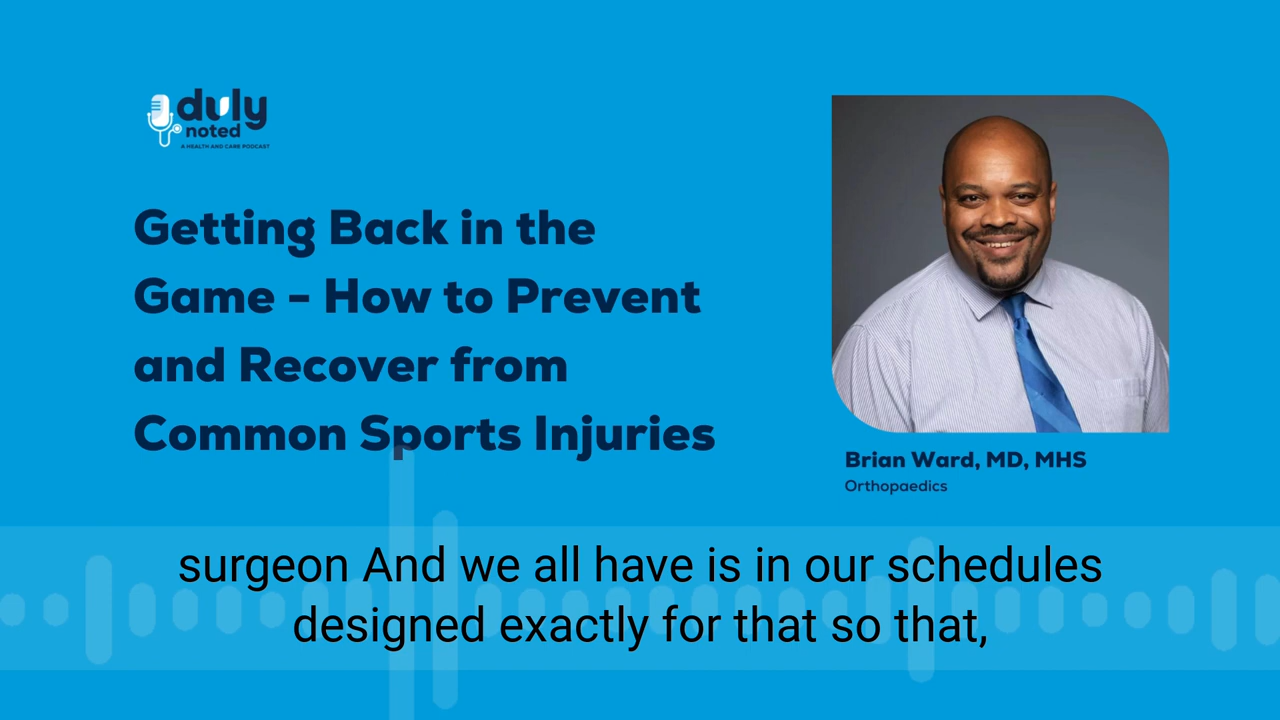 duly
noted
A HEALTH AND CARE PODCAST
Getting Back in the
Game – How to Prevent
and Recover from
Common Sports Injuries
Brian Ward, MD, MHS
Orthopaedics
surgeon And we all have is in our schedules
designed exactly for that so that,